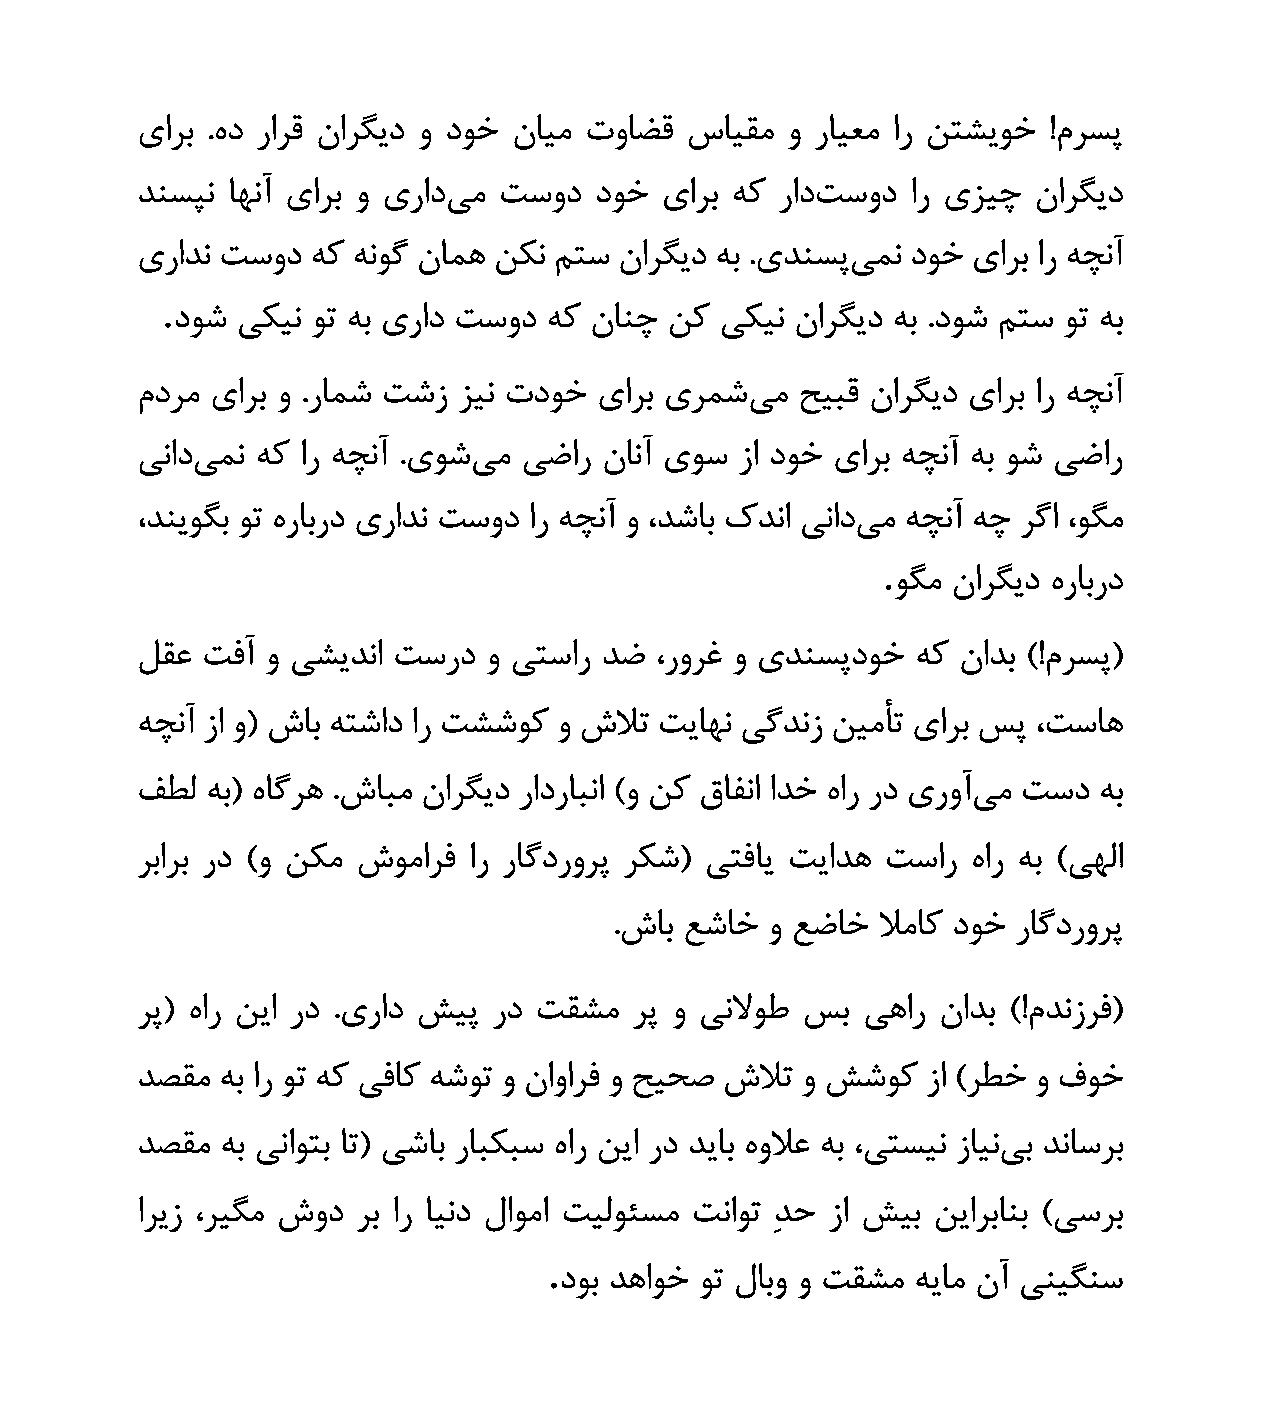 پسرم! خویشتن را معیار و مقیاس قضاوت میان خود و دیگران قرار ده. برای
دیگران چیزی را دوست‌دار که برای خود دوست می‌داری و برای آنها نپسند
آنچه را برای خود نمی‌پسندی. به دیگران ستم نکن همان گونه که دوست نداری
به تو ستم شود. به دیگران نیکی کن چنان که دوست داری به تو نیکی شود.
آنچه را برای دیگران قبیح می‌شمری برای خودت نیز زشت شمار. و برای مردم
راضی شو به آنچه برای خود از سوی آنان راضی می‌شوی. آنچه را که نمی‌دانی
مگو، اگر چه آنچه می‌دانی اندک باشد، و آنچه را دوست نداری درباره تو بگویند،
درباره دیگران مگو.
(پسرم!) بدان که خودپسندی و غرور، ضد راستی و درست اندیشی و آفت عقل
هاست، پس برای تأمین زندگی نهایت تلاش و کوششت را داشته باش (و از آنچه
به دست می‌آوری در راه خدا انفاق کن و) انباردار دیگران مباش. هرگاه (به لطف
الهی) به راه راست هدایت یافتی (شکر پروردگار را فراموش مکن و) در برابر
پروردگار خود کاملا خاضع و خاشع باش.
(فرزندم!) بدان راهی بس طولانی و پر مشقت در پیش داری. در این راه (پر
خوف و خطر) از کوشش و تلاش صحیح و فراوان و توشه کافی که تو را به مقصد
برساند بی‌نیاز نیستی، به علاوه باید در این راه سبکبار باشی (تا بتوانی به مقصد
برسی) بنابراین بیش از حدِ توانت مسئولیت اموال دنیا را بر دوش مگیر، زیرا
سنگینی آن مایه مشقت و وبال تو خواهد بود.